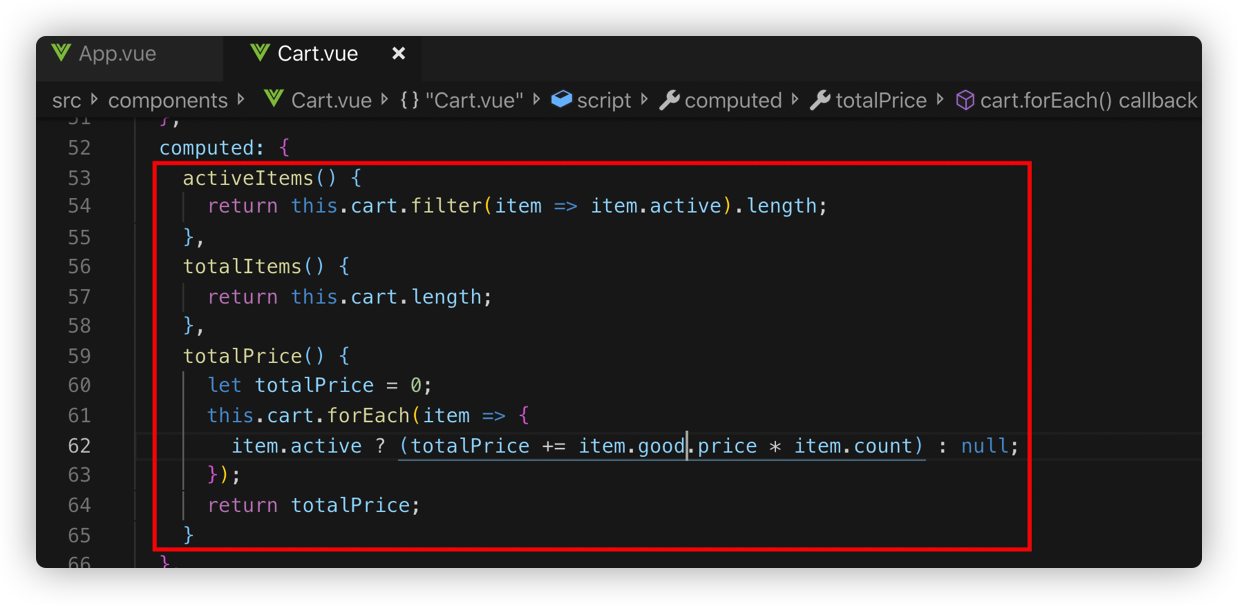 App.vue Cart.vue ×
src components Cart.vue {} "Cart.vue" script computed totalPrice cart.forEach() callback
51 },
52 computed: {
53 activeItems() {
54 return this.cart.filter(item => item.active).length;
55 },
56 totalItems() {
57 return this.cart.length;
58 },
59 totalPrice() {
60 let totalPrice = 0;
61 this.cart.forEach(item => {
62 item.active ? (totalPrice += item.good.price * item.count) : null;
63 });
64 return totalPrice;
65 }
66 }